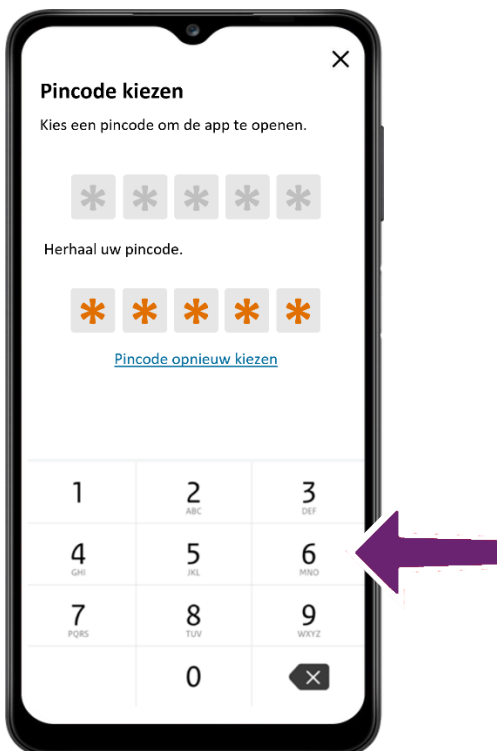 Pincode kiezen
Kies een pincode om de app te openen.
* * * * *
Herhaal uw pincode.
* * * * *
Pincode opnieuw kiezen
1 2 3
ABC DEF
4 5 6
GHI JKL MNO
7 8 9
PQRS TUV WXYZ
0